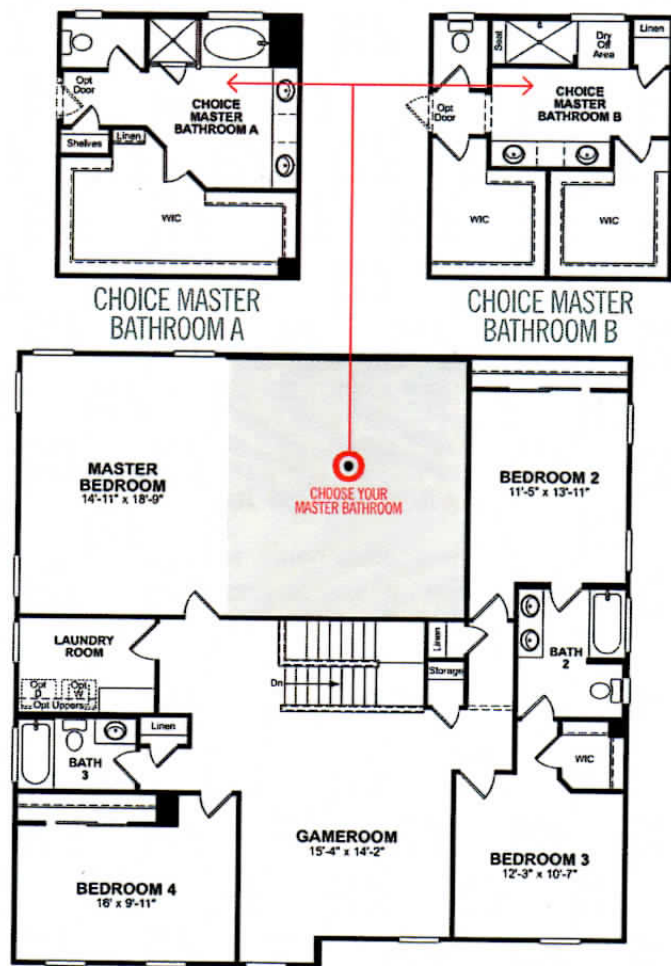 Opt
Door
CHOICE
MASTER
BATHROOM A
Shelves
Linen
WIC
CHOICE MASTER
BATHROOM A
Seat
Dry
Off
Area
Linen
Opt
Door
CHOICE
MASTER
BATHROOM B
WIC
WIC
CHOICE MASTER
BATHROOM B
MASTER
BEDROOM
14'-11" x 18'-9"
CHOOSE YOUR
MASTER BATHROOM
BEDROOM 2
11'-5" x 13'-11"
LAUNDRY
ROOM
Opt
D
Opt
W
Opt Uppers
Dn
Linen
Storage
BATH
2
Linen
BATH
3
WIC
GAMEROOM
15'-4" x 14'-2"
BEDROOM 3
12'-3" x 10'-7"
BEDROOM 4
16' x 9'-11"